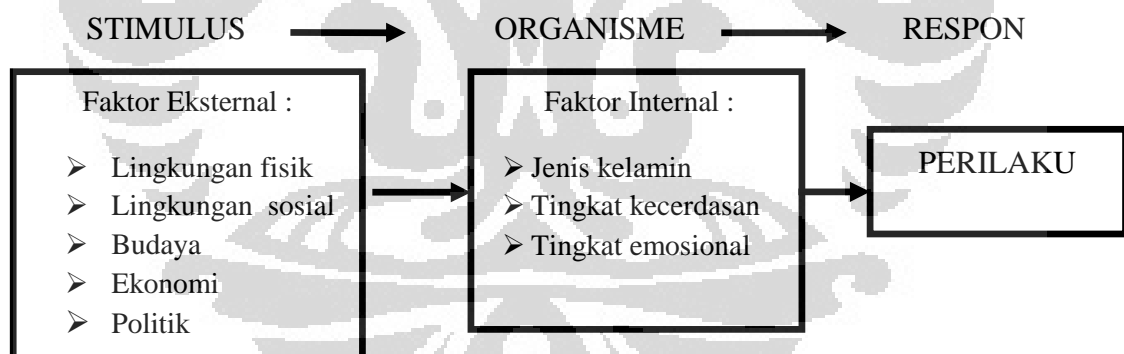 STIMULUS ORGANISME RESPON
Faktor Eksternal :
➢ Lingkungan fisik
➢ Lingkungan sosial
➢ Budaya
➢ Ekonomi
➢ Politik
Faktor Internal :
➢ Jenis kelamin
➢ Tingkat kecerdasan
➢ Tingkat emosional
PERILAKU